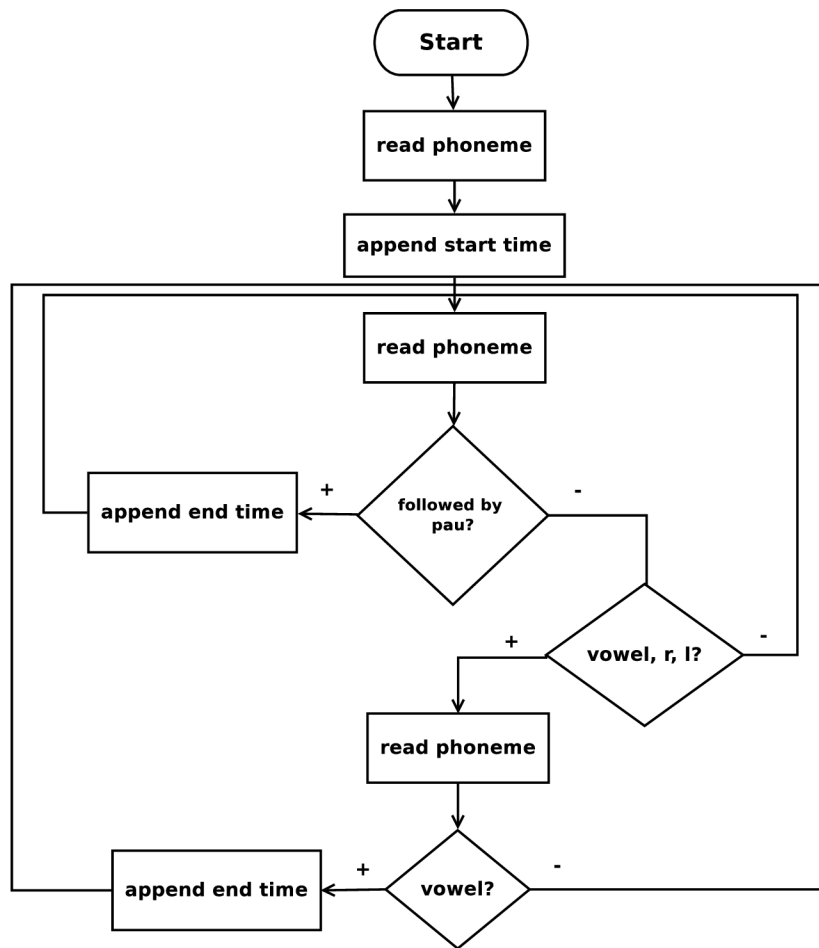 Start
read phoneme
append start time
read phoneme
followed by
pau?
+
-
append end time
vowel, r, l?
+
-
read phoneme
vowel?
+
-
append end time